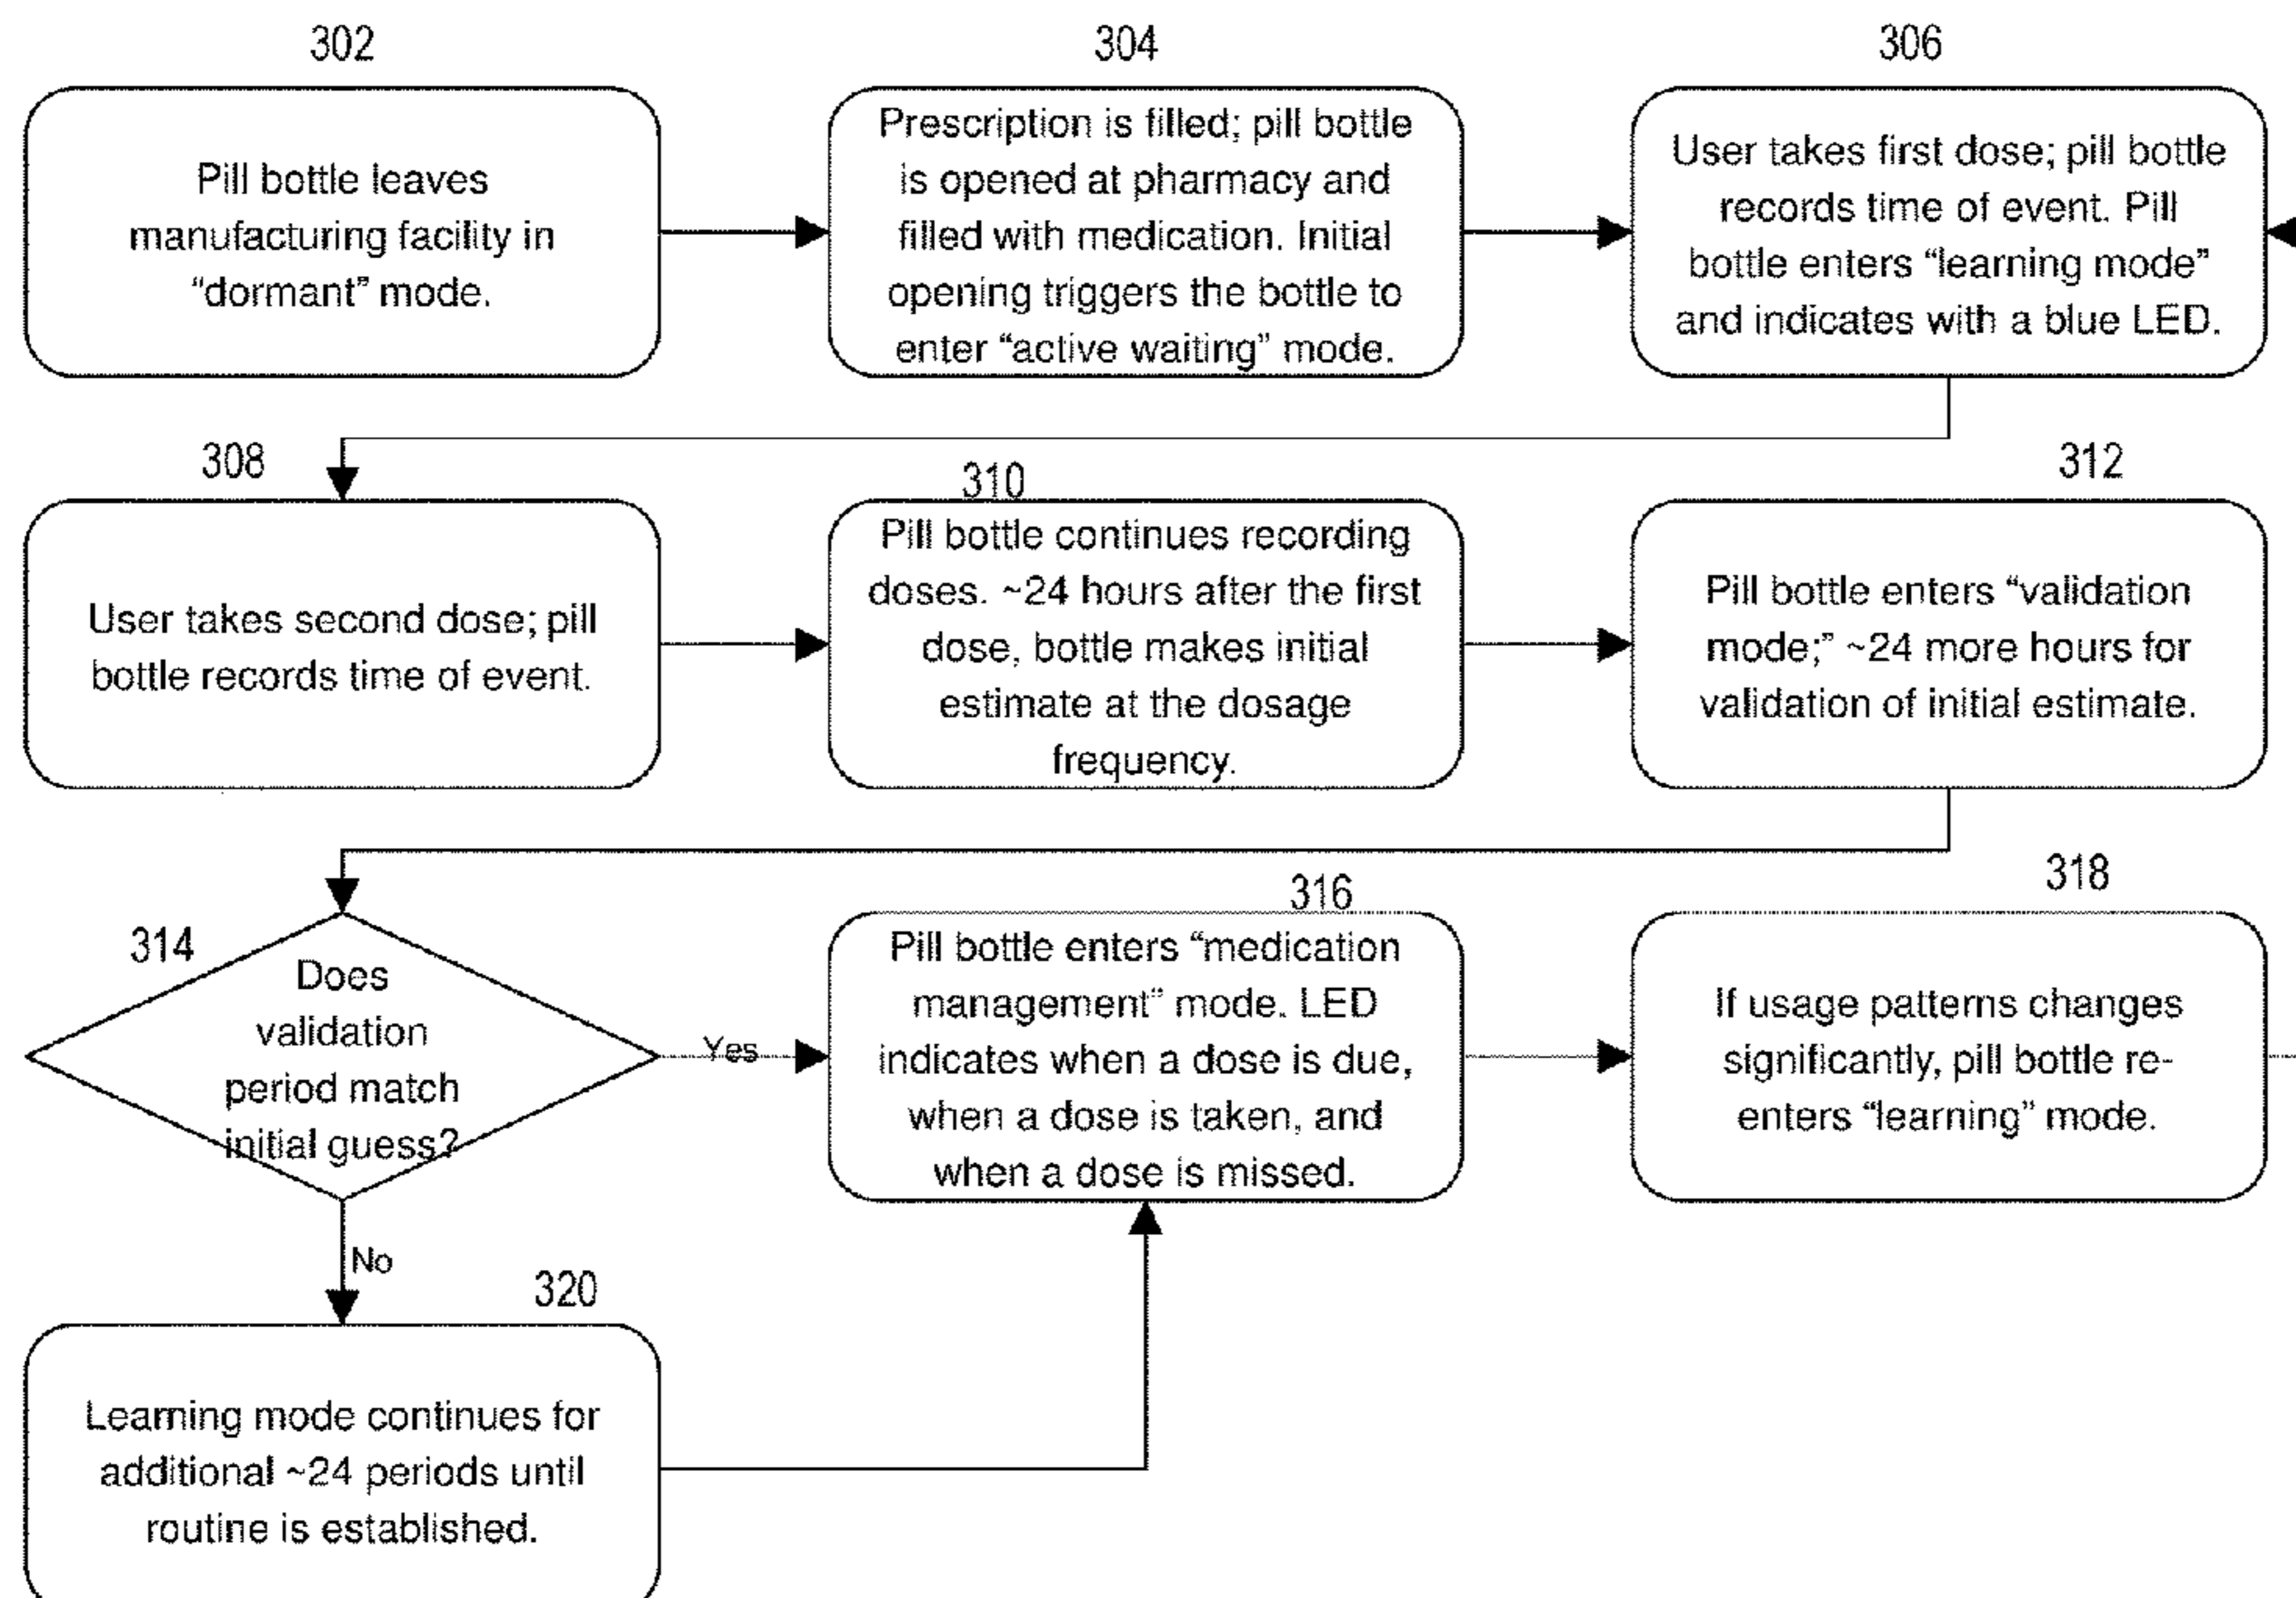 302
Pill bottle leaves
manufacturing facility in
“dormant” mode.
304
Prescription is filled; pill bottle
is opened at pharmacy and
filled with medication. Initial
opening triggers the bottle to
enter “active waiting” mode.
306
User takes first dose; pill bottle
records time of event. Pill
bottle enters “learning mode”
and indicates with a blue LED.
308
User takes second dose; pill
bottle records time of event.
310
Pill bottle continues recording
doses. ~24 hours after the first
dose, bottle makes initial
estimate at the dosage
frequency.
312
Pill bottle enters “validation
mode;” ~24 more hours for
validation of initial estimate.
314
Does
validation
period match
initial guess?
Yes
316
Pill bottle enters “medication
management” mode. LED
indicates when a dose is due,
when a dose is taken, and
when a dose is missed.
318
If usage patterns changes
significantly, pill bottle re-
enters “learning” mode.
No
320
Learning mode continues for
additional ~24 periods until
routine is established.